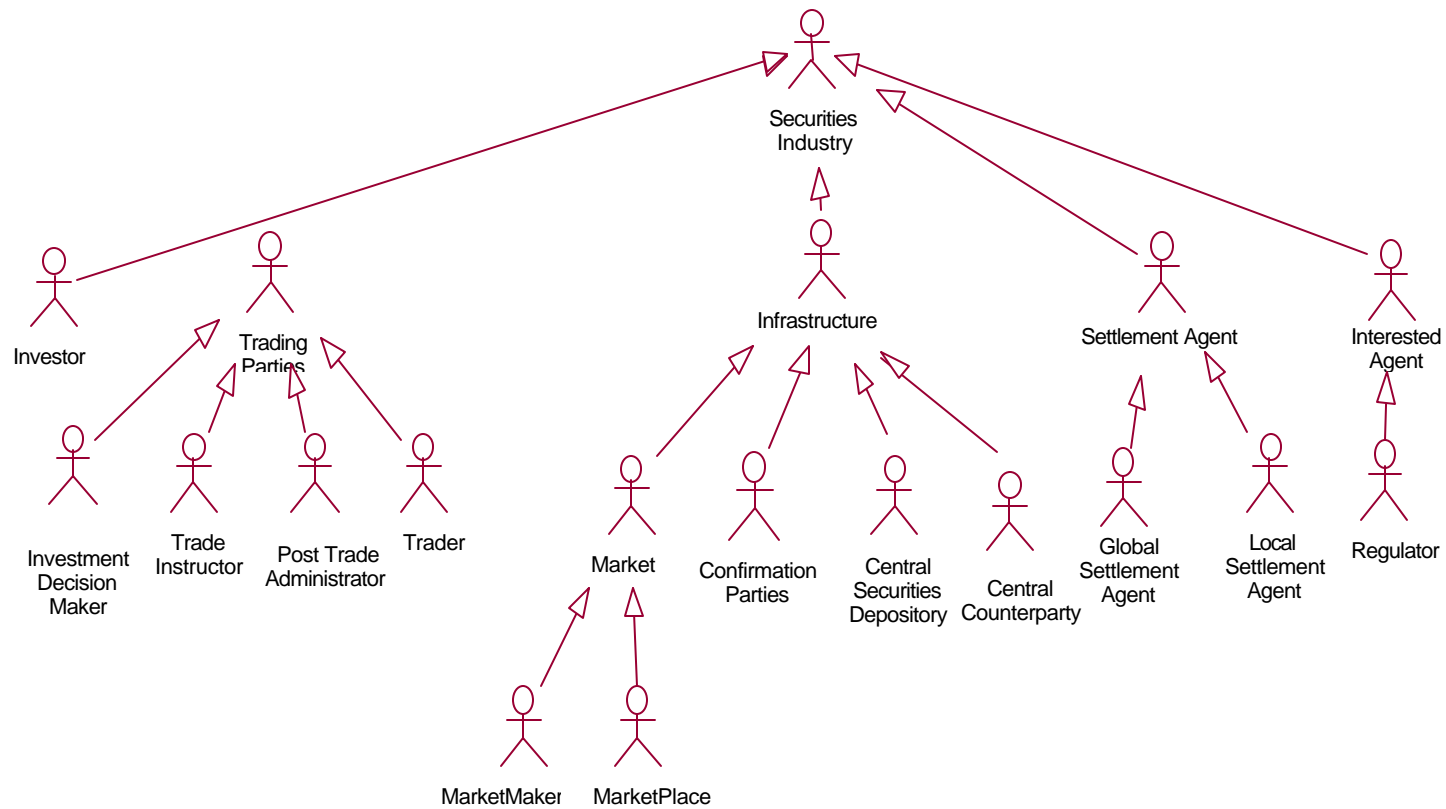 Securities
Industry
Investor
Trading
Parties
Infrastructure
Settlement Agent
Interested
Agent
Investment
Decision
Maker
Trade
Instructor
Post Trade
Administrator
Trader
Market
Confirmation
Parties
Central
Securities
Depository
Central
Counterparty
Global
Settlement
Agent
Local
Settlement
Agent
Regulator
MarketMaker
MarketPlace